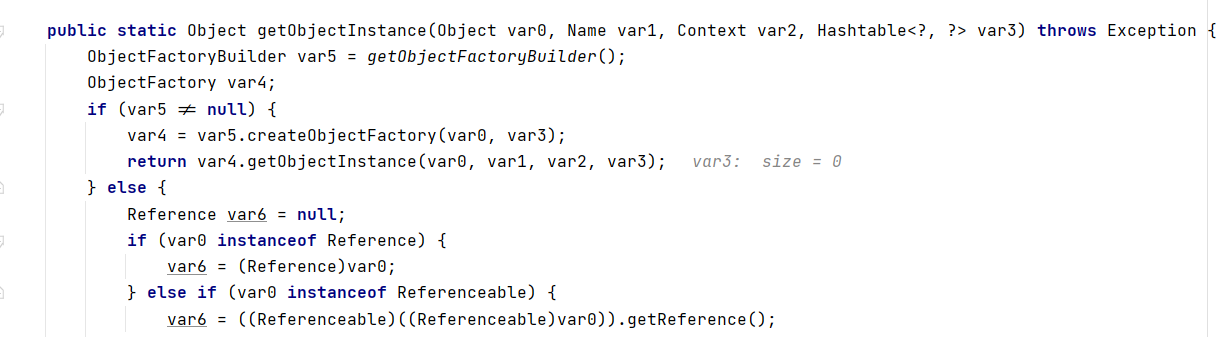 public static Object getObjectInstance(Object var0, Name var1, Context var2, Hashtable<?, ?> var3) throws Exception {
ObjectFactoryBuilder var5 = getObjectFactoryBuilder();
ObjectFactory var4;
if (var5 ≠ null) {
var4 = var5.createObjectFactory(var0, var3);
return var4.getObjectInstance(var0, var1, var2, var3); var3: size = 0
} else {
Reference var6 = null;
if (var0 instanceof Reference) {
var6 = (Reference)var0;
} else if (var0 instanceof Referenceable) {
var6 = ((Referenceable)((Referenceable)var0)).getReference();